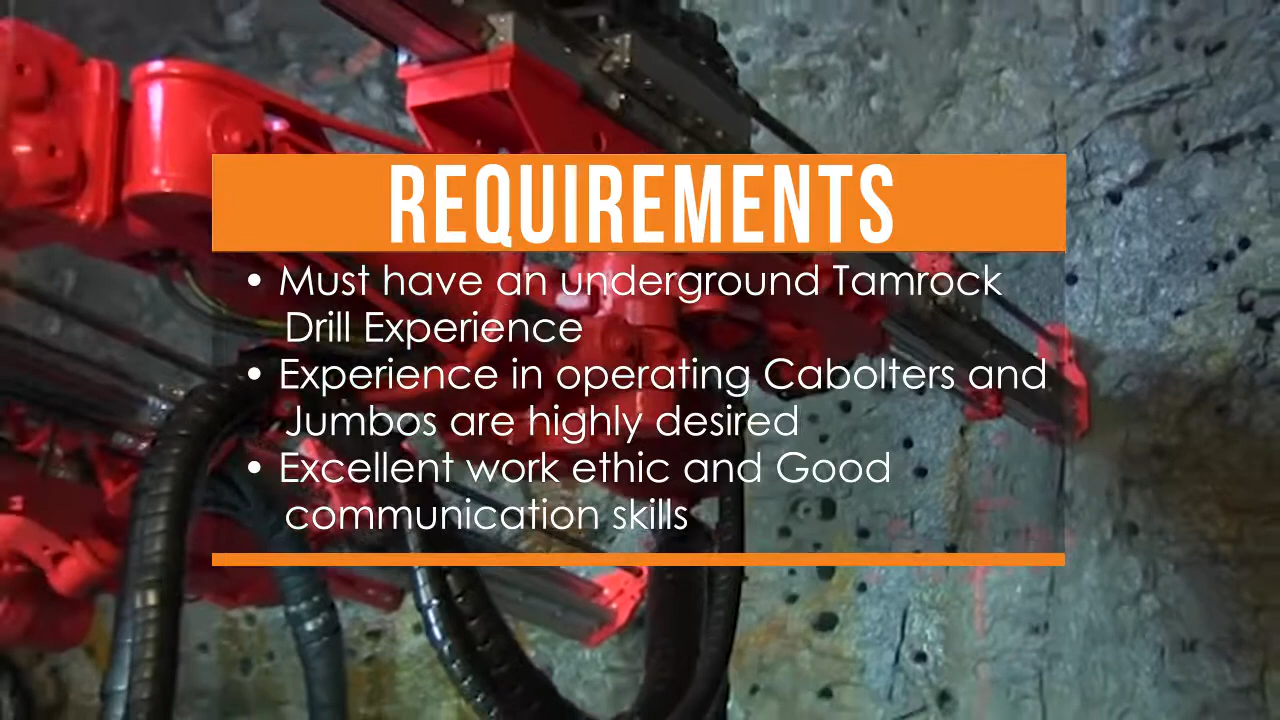 REQUIREMENTS
• Must have an underground Tamrock
Drill Experience
• Experience in operating Cabolters and
Jumbos are highly desired
• Excellent work ethic and Good
communication skills